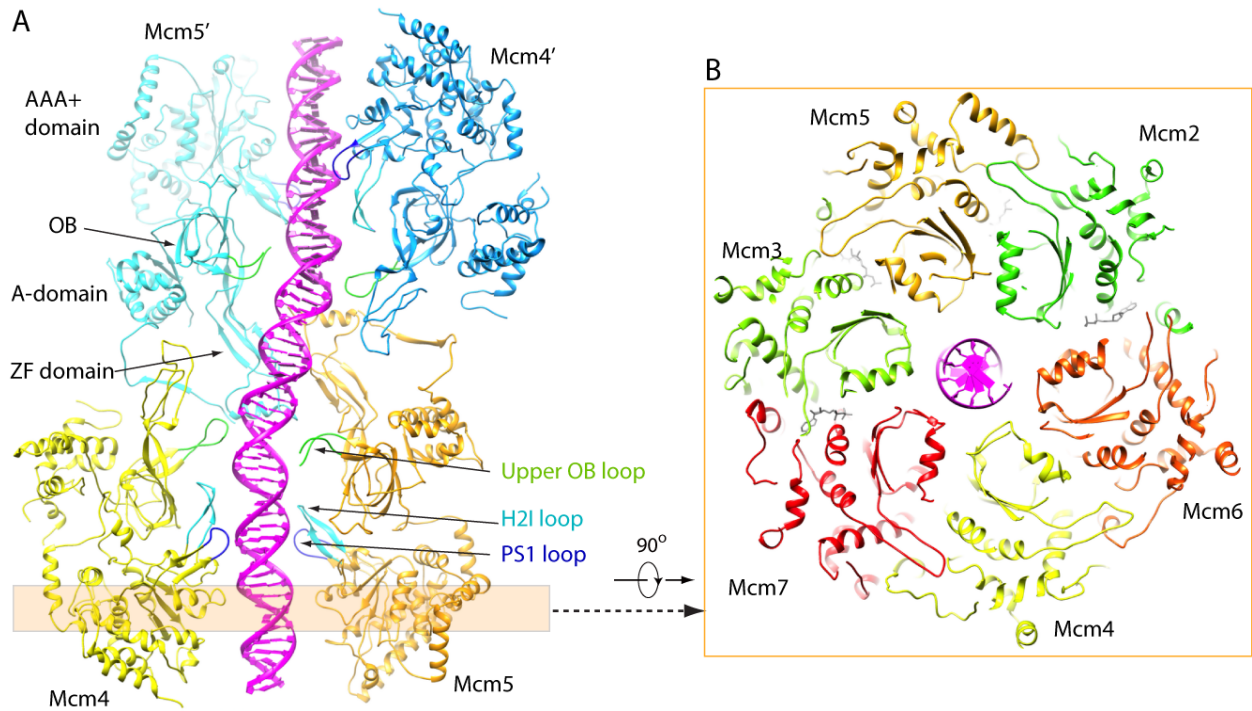 A
Mcm5’
Mcm4’
AAA+
domain
OB
A-domain
ZF domain
Upper OB loop
H2I loop
PS1 loop
Mcm4
Mcm5
90o
B
Mcm5
Mcm2
Mcm3
Mcm6
Mcm7
Mcm4